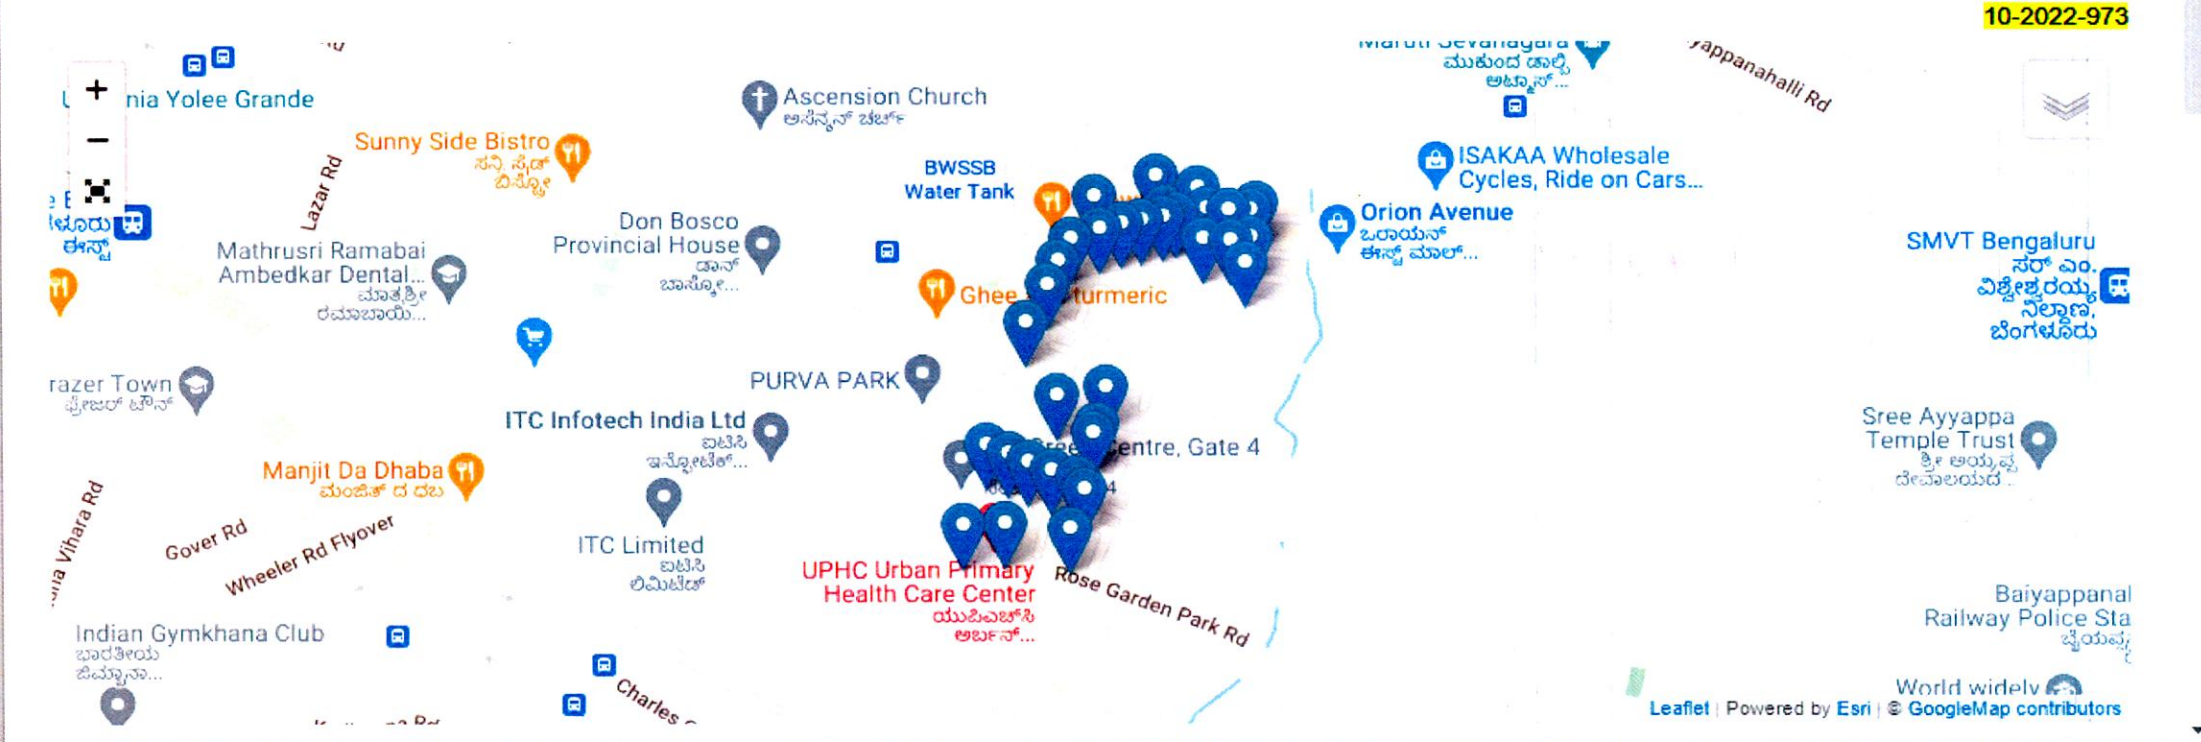 10-2022-973
nia Yolee Grande
Sunny Side Bistro
ಸನ್ನಿ ಸೈಡ್
ಬಿಸ್ಟ್ರೋ
Lazar Rd
Ascension Church
ಅಸೆನ್ಶನ್ ಚರ್ಚ್
ಮುಕುಂದ ಡಾಲ್ಬಿ
ಅಟ್ಮಾಸ್...
yappanahalli Rd
BWSSB
Water Tank
ISAKAA Wholesale
Cycles, Ride on Cars...
Orion Avenue
ಒರಾಯನ್
ಈಸ್ಟ್ ಮಾಲ್...
ಈಸ್ಟ್
Don Bosco
Provincial House
ಡಾನ್
ಬಾಸ್ಕೋ...
Mathrusri Ramabai
Ambedkar Dental...
ಮಾತೃಶ್ರೀ
ರಮಾಬಾಯಿ...
SMVT Bengaluru
ಸರ್ ಎಂ.
ವಿಶ್ವೇಶ್ವರಯ್ಯ
ನಿಲ್ದಾಣ,
ಬೆಂಗಳೂರು
Ghee turmeric
razer Town
ಫ್ರೇಜರ್ ಟೌನ್
PURVA PARK
ITC Infotech India Ltd
ಐಟಿಸಿ
ಇನ್ಫೋಟೆಕ್...
entre, Gate 4
Sree Ayyappa
Temple Trust
ಶ್ರೀ ಅಯ್ಯಪ್ಪ
ದೇವಾಲಯದ...
Manjit Da Dhaba
ಮಂಜಿತ್ ದ ಧಬ
Vihara Rd
Gover Rd
Wheeler Rd Flyover
ITC Limited
ಐಟಿಸಿ
ಲಿಮಿಟೆಡ್
UPHC Urban Primary
Health Care Center
ಯುಪಿಎಚ್‌ಸಿ
ಅರ್ಬನ್...
Rose Garden Park Rd
Baiyappanal
Railway Police Sta
Indian Gymkhana Club
ಭಾರತೀಯ
ಜಿಮ್ಖಾನಾ...
Charles
World widely
Leaflet | Powered by Esri | © GoogleMap contributors